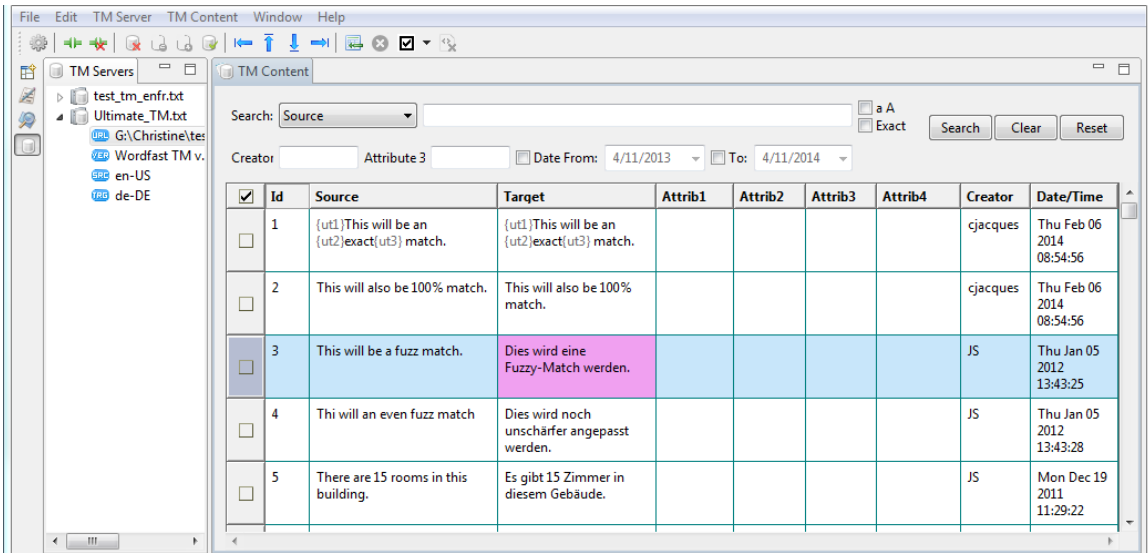 File Edit TM Server TM Content Window Help
TM Servers
TM Content
test_tm_enfr.txt
Ultimate_TM.txt
URL G:\Christine\tes
VER Wordfast TM v.
SRC en-US
TRG de-DE
Search: Source
a A
Exact
Search Clear Reset
Creator Attribute 3 Date From: 4/11/2013 To: 4/11/2014
Id Source Target Attrib1 Attrib2 Attrib3 Attrib4 Creator Date/Time
1 {ut1}This will be an {ut1}This will be an cjacques Thu Feb 06
{ut2}exact{ut3} match. {ut2}exact{ut3} match. 2014
08:54:56
2 This will also be 100% match. This will also be 100% cjacques Thu Feb 06
match. 2014
08:54:56
3 This will be a fuzz match. Dies wird eine JS Thu Jan 05
Fuzzy-Match werden. 2012
13:43:25
4 Thi will an even fuzz match Dies wird noch JS Thu Jan 05
unschärfer angepasst 2012
werden. 13:43:28
5 There are 15 rooms in this Es gibt 15 Zimmer in JS Mon Dec 19
building. diesem Gebäude. 2011
11:29:22